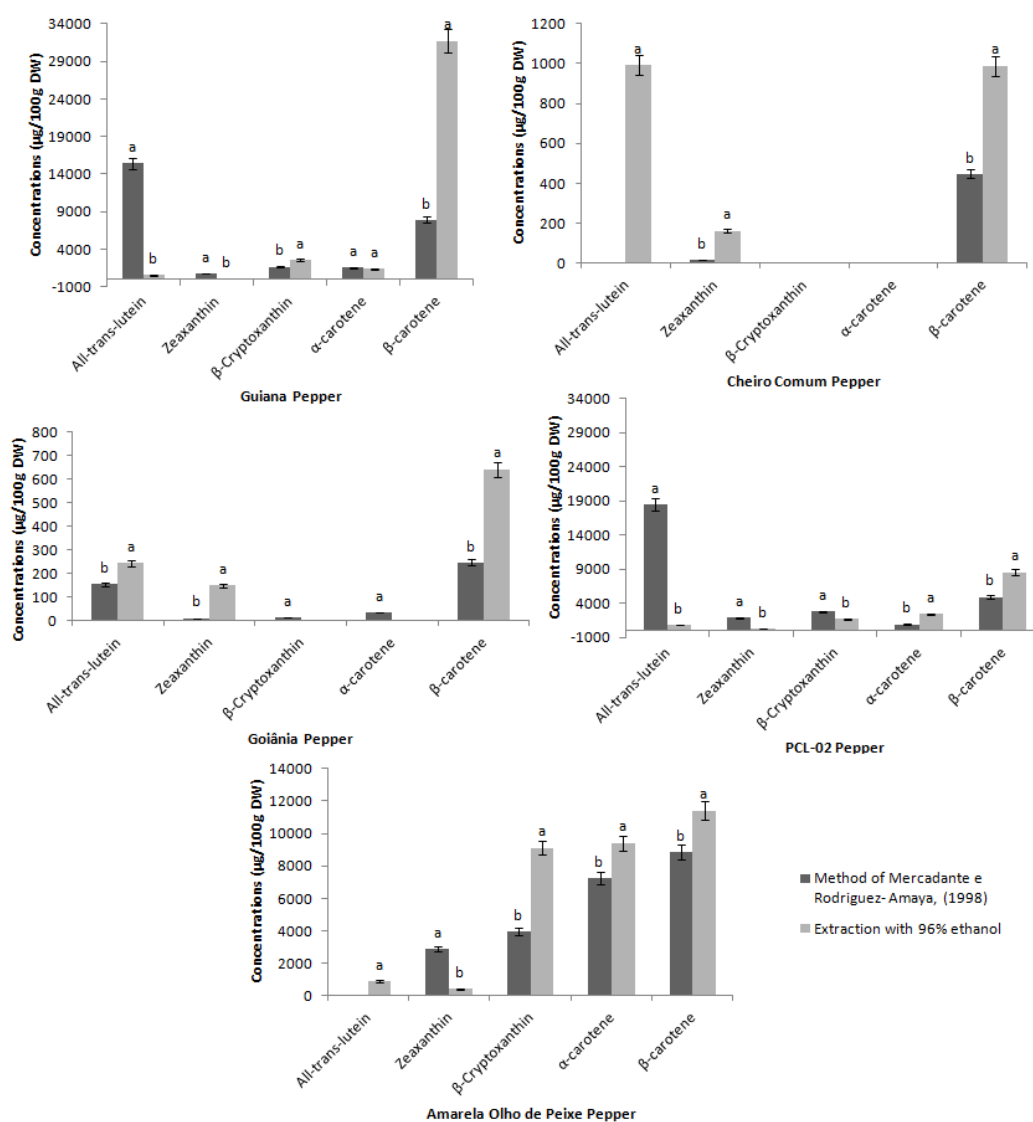 Concentrations (µg/100g DW)
34000
29000
24000
19000
14000
9000
4000
-1000
a
b
a
b
b
a
a
a
b
a
All-trans-lutein
Zeaxanthin
β-Cryptoxanthin
α-carotene
β-carotene
Guiana Pepper
Concentrations (µg/100g DW)
1200
1000
800
600
400
200
0
a
b
a
b
a
All-trans-lutein
Zeaxanthin
β-Cryptoxanthin
α-carotene
β-carotene
Cheiro Comum Pepper
Concentrations (µg/100g DW)
800
700
600
500
400
300
200
100
0
b
a
b
a
a
a
b
a
All-trans-lutein
Zeaxanthin
β-Cryptoxanthin
α-carotene
β-carotene
Goiânia Pepper
Concentrations (µg/100g DW)
34000
29000
24000
19000
14000
9000
4000
-1000
a
b
a
b
a
b
b
a
b
a
All-trans-lutein
Zeaxanthin
β-Cryptoxanthin
α-carotene
β-carotene
PCL-02 Pepper
Concentrations (µg/100g DW)
14000
12000
10000
8000
6000
4000
2000
0
a
a
b
b
a
b
a
b
a
All-trans-lutein
Zeaxanthin
β-Cryptoxanthin
α-carotene
β-carotene
Amarela Olho de Peixe Pepper
Method of Mercadante e
Rodriguez- Amaya, (1998)
Extraction with 96% ethanol